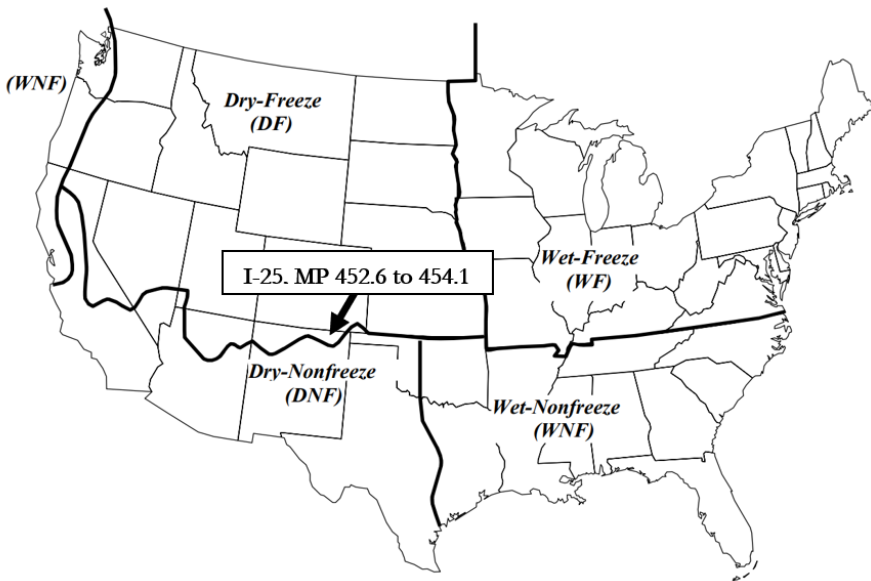 (WNF)
Dry-Freeze
(DF)
I-25. MP 452.6 to 454.1
Wet-Freeze
(WF)
Dry-Nonfreeze
(DNF)
Wet-Nonfreeze
(WNF)